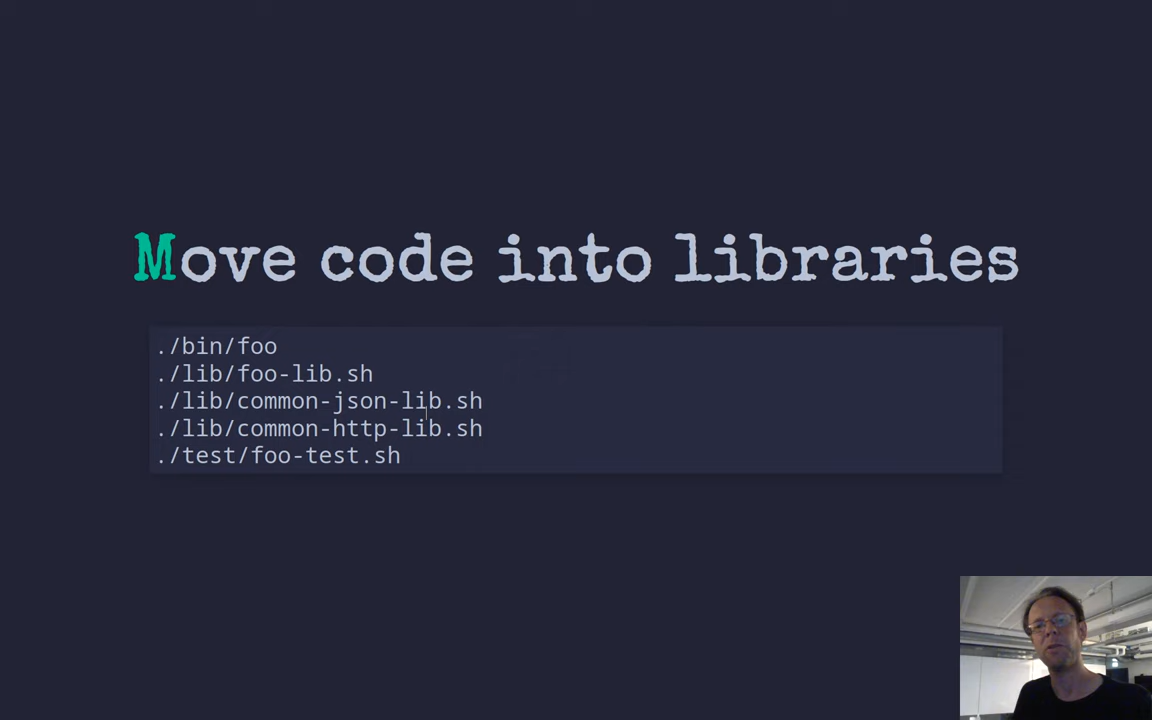 Move code into libraries
./bin/foo
./lib/foo-lib.sh
./lib/common-json-lib.sh
./lib/common-http-lib.sh
./test/foo-test.sh